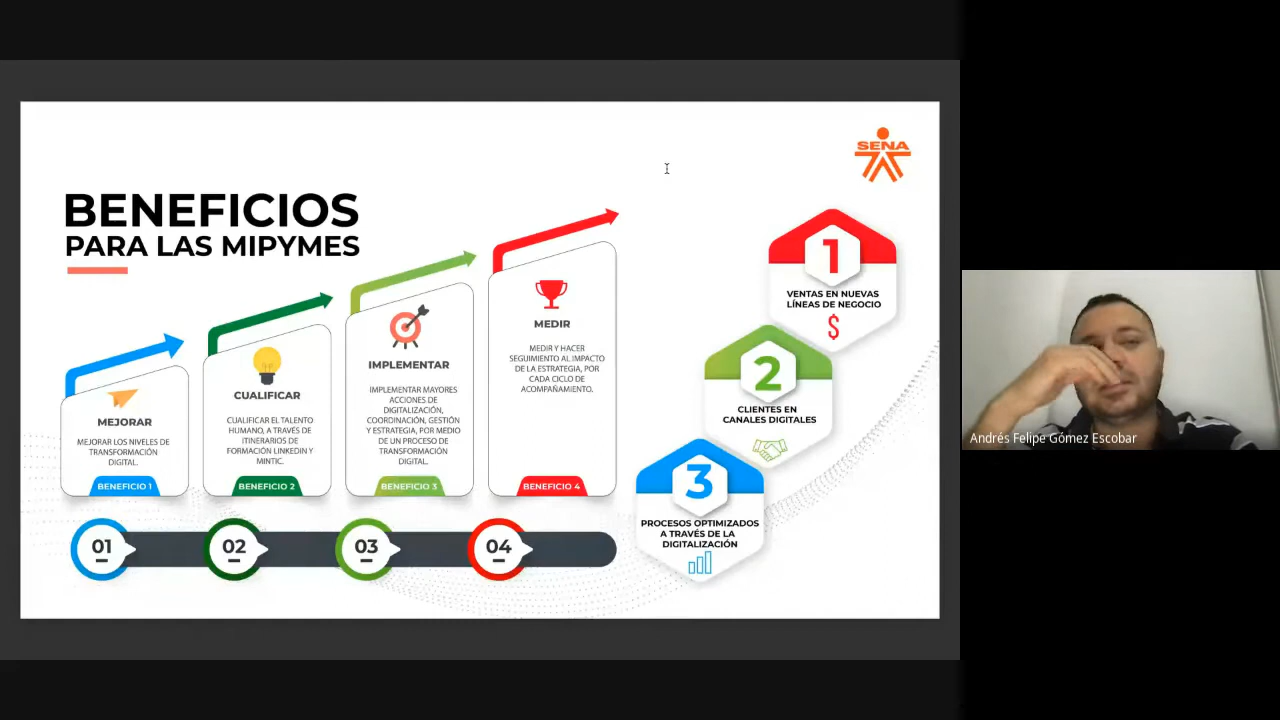 SENA
BENEFICIOS
PARA LAS MIPYMES
MEJORAR
MEJORAR LOS NIVELES DE
TRANSFORMACIÓN
DIGITAL.
BENEFICIO 1
CUALIFICAR
CUALIFICAR EL TALENTO
HUMANO, A TRAVÉS DE
ITINERARIOS DE
FORMACIÓN LINKEDIN Y
MINTIC.
BENEFICIO 2
IMPLEMENTAR
IMPLEMENTAR MAYORES
ACCIONES DE
DIGITALIZACIÓN,
COORDINACIÓN, GESTIÓN
Y ESTRATEGIA, POR MEDIO
DE UN PROCESO DE
TRANSFORMACIÓN
DIGITAL.
BENEFICIO 3
MEDIR
MEDIR Y HACER
SEGUIMIENTO AL IMPACTO
DE LA ESTRATEGIA, POR
CADA CICLO DE
ACOMPAÑAMIENTO.
BENEFICIO 4
01
02
03
04
1
VENTAS EN NUEVAS
LÍNEAS DE NEGOCIO
$
2
CLIENTES EN
CANALES DIGITALES
3
PROCESOS OPTIMIZADOS
A TRAVÉS DE LA
DIGITALIZACIÓN
Andrés Felipe Gómez Escobar